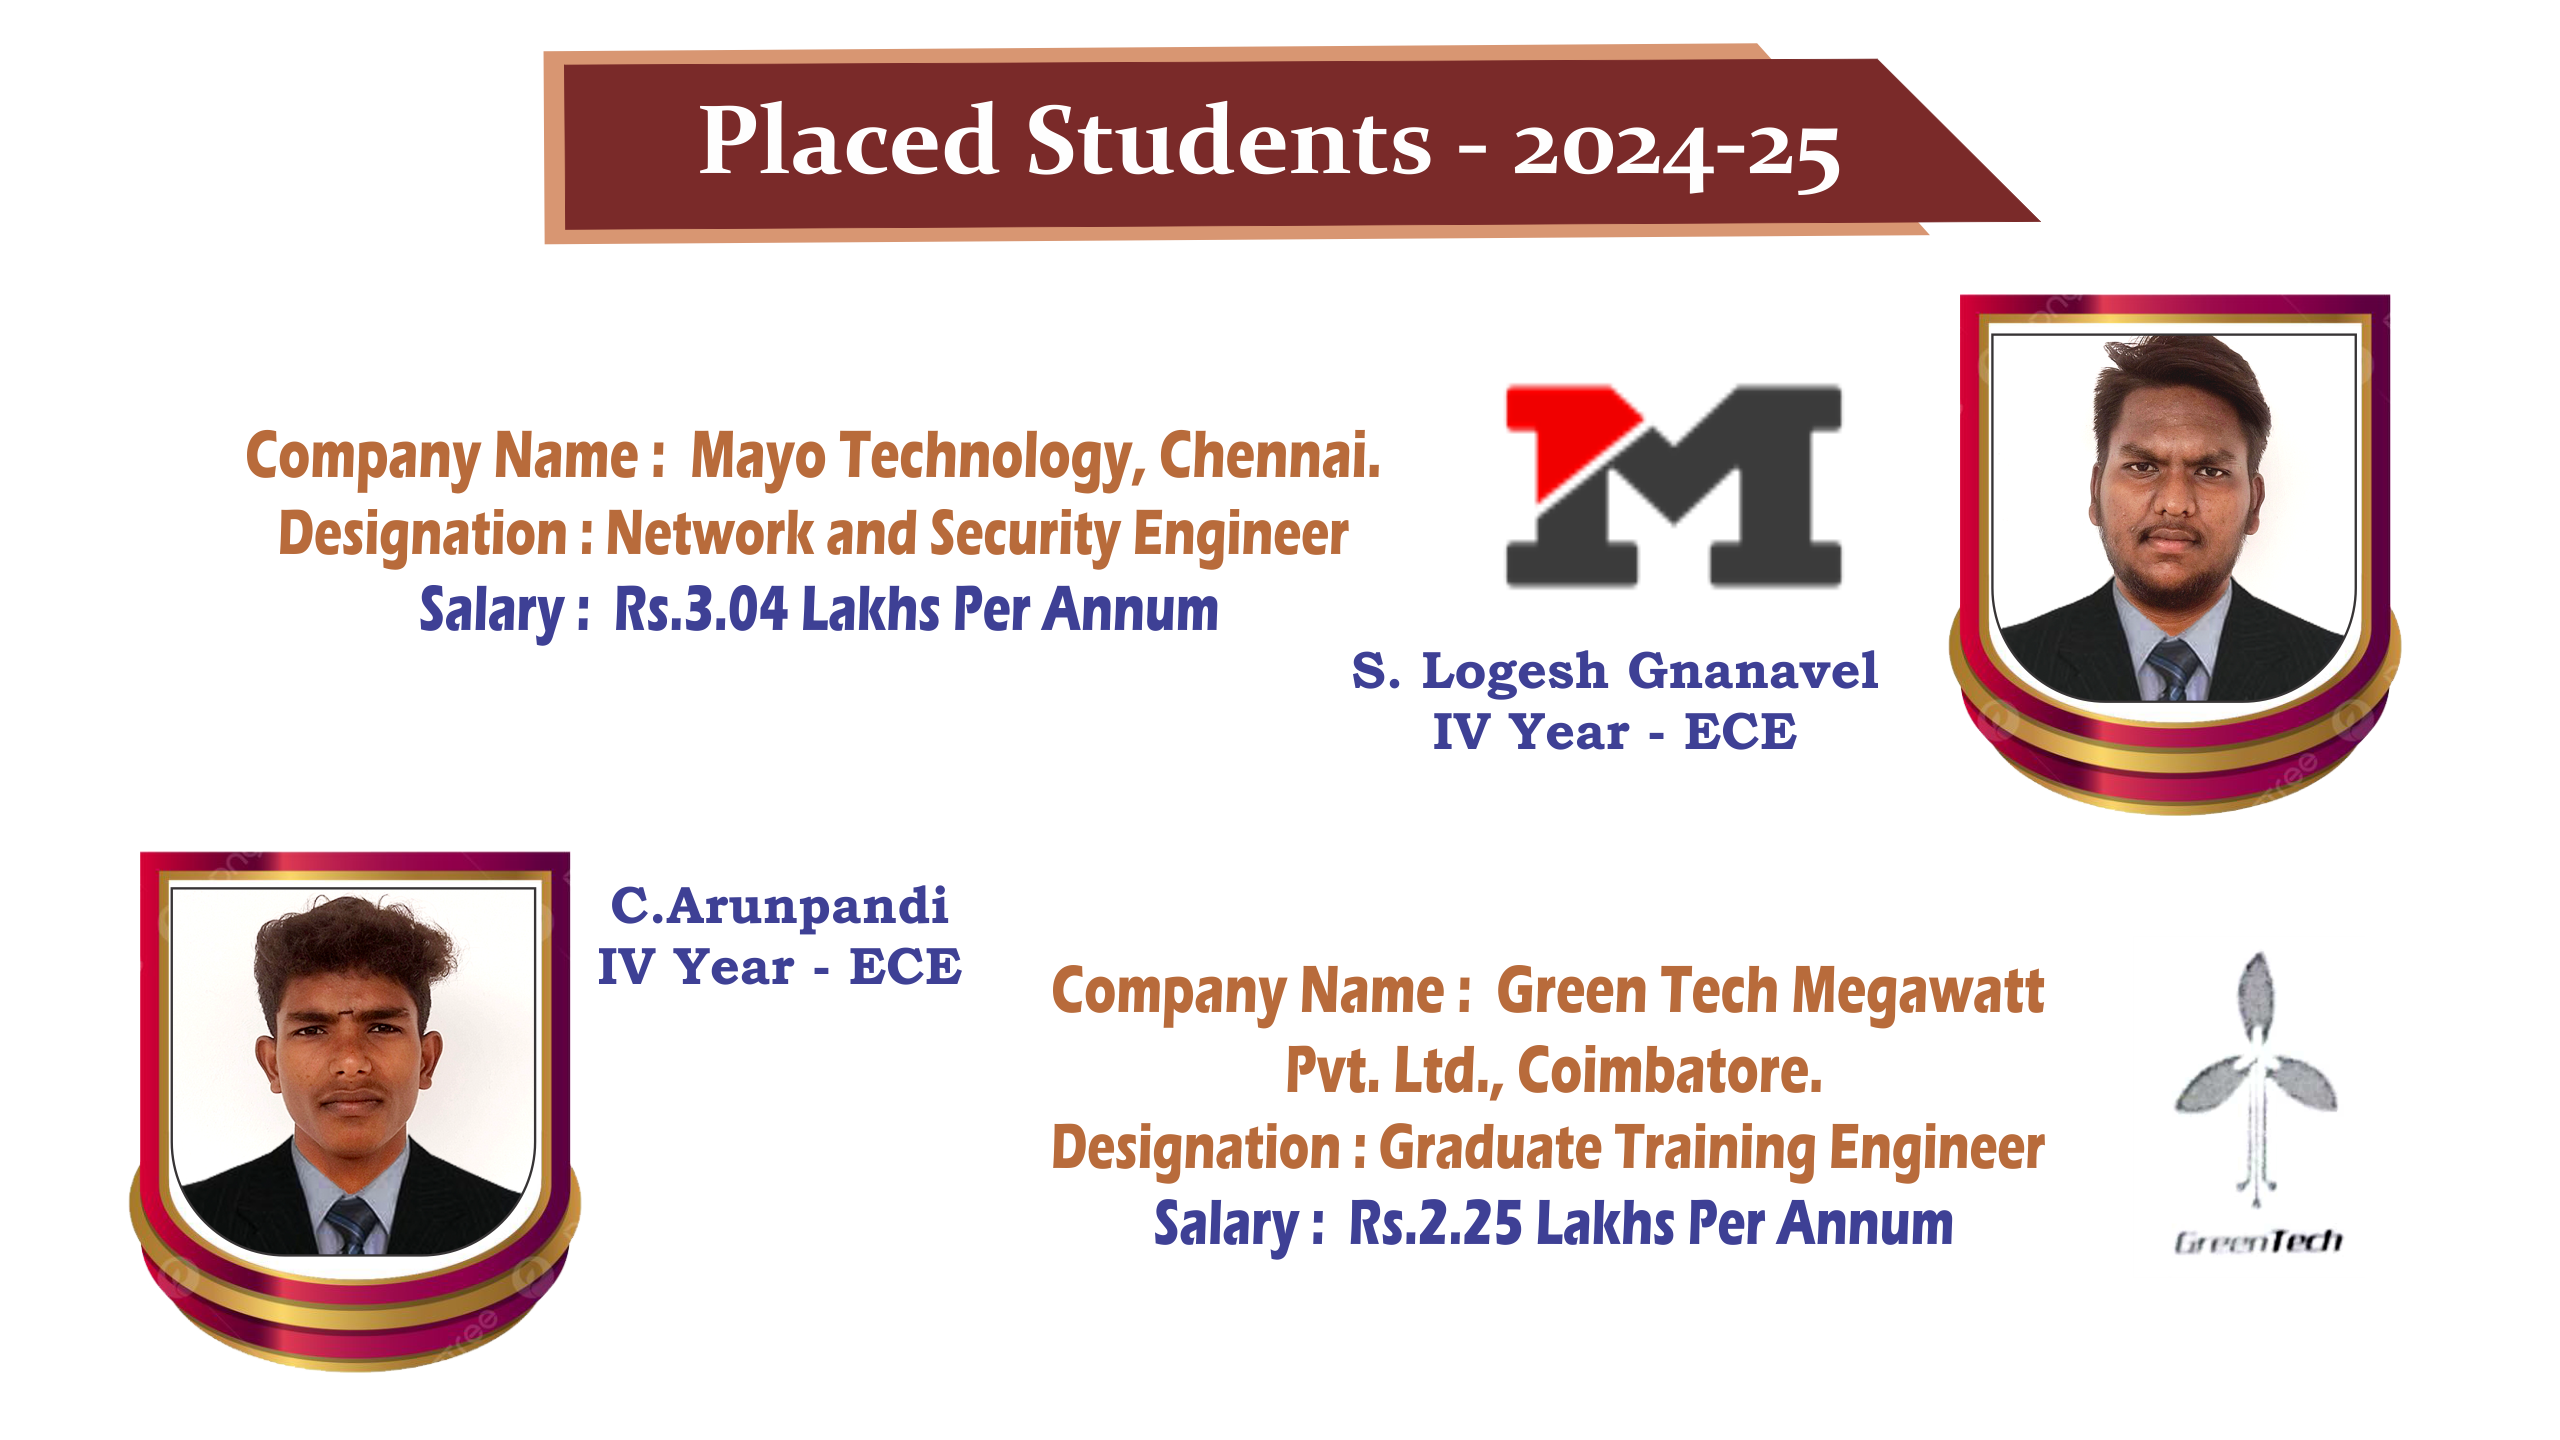 Placed Students - 2024-25
Company Name :  Mayo Technology, Chennai.
Designation : Network and Security Engineer
Salary :  Rs.3.04 Lakhs Per Annum
M
S. Logesh Gnanavel
IV Year - ECE
C.Arunpandi
IV Year - ECE
Company Name :  Green Tech Megawatt
Pvt. Ltd., Coimbatore.
Designation : Graduate Training Engineer
Salary :  Rs.2.25 Lakhs Per Annum
GreenTech